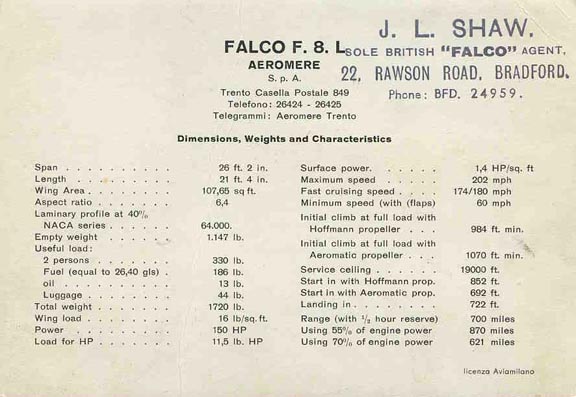 J. L. SHAW.
SOLE BRITISH "FALCO" AGENT,
22, RAWSON ROAD, BRADFORD.
Phone: BFD. 24959.
FALCO F. 8. L
AEROMERE
S. p. A.
Trento Casella Postale 849
Telefono: 26424 - 26425
Telegrammi: Aeromere Trento
Dimensions, Weights and Characteristics
Span . . . . . . . . . . 26 ft. 2 in.
Length . . . . . . . . . 21 ft. 4 in.
Wing Area . . . . . . . . 107,65 sq ft.
Aspect ratio . . . . . . . 6,4
Laminary profile at 40%
NACA series . . . . . . 64.000.
Empty weight . . . . . . . 1.147 lb.
Useful load:
2 persons . . . . . . . 330 lb.
Fuel (equal to 26,40 gls) . 186 lb.
oil . . . . . . . . . . 13 lb.
Luggage . . . . . . . . 44 lb.
Total weight . . . . . . . 1720 lb.
Wing load . . . . . . . . 16 lb/sq. ft.
Power . . . . . . . . . 150 HP
Load for HP . . . . . . . 11,5 lb. HP
Surface power. . . . . . 1,4 HP/sq. ft
Maximum speed . . . . . . 202 mph
Fast cruising speed . . . . 174/180 mph
Minimum speed (with flaps) 60 mph
Initial climb at full load with
Hoffmann propeller . . . 984 ft. min.
Initial climb at full load with
Aeromatic propeller . . . 1070 ft. min.
Service ceiling . . . . . . 19000 ft.
Start in with Hoffmann prop. 852 ft.
Start in with Aeromatic prop. 692 ft.
Landing in . . . . . . . . 722 ft.
Range (with 1/2 hour reserve) 700 miles
Using 55% of engine power 870 miles
Using 70% of engine power 621 miles
licenza Aviamilano